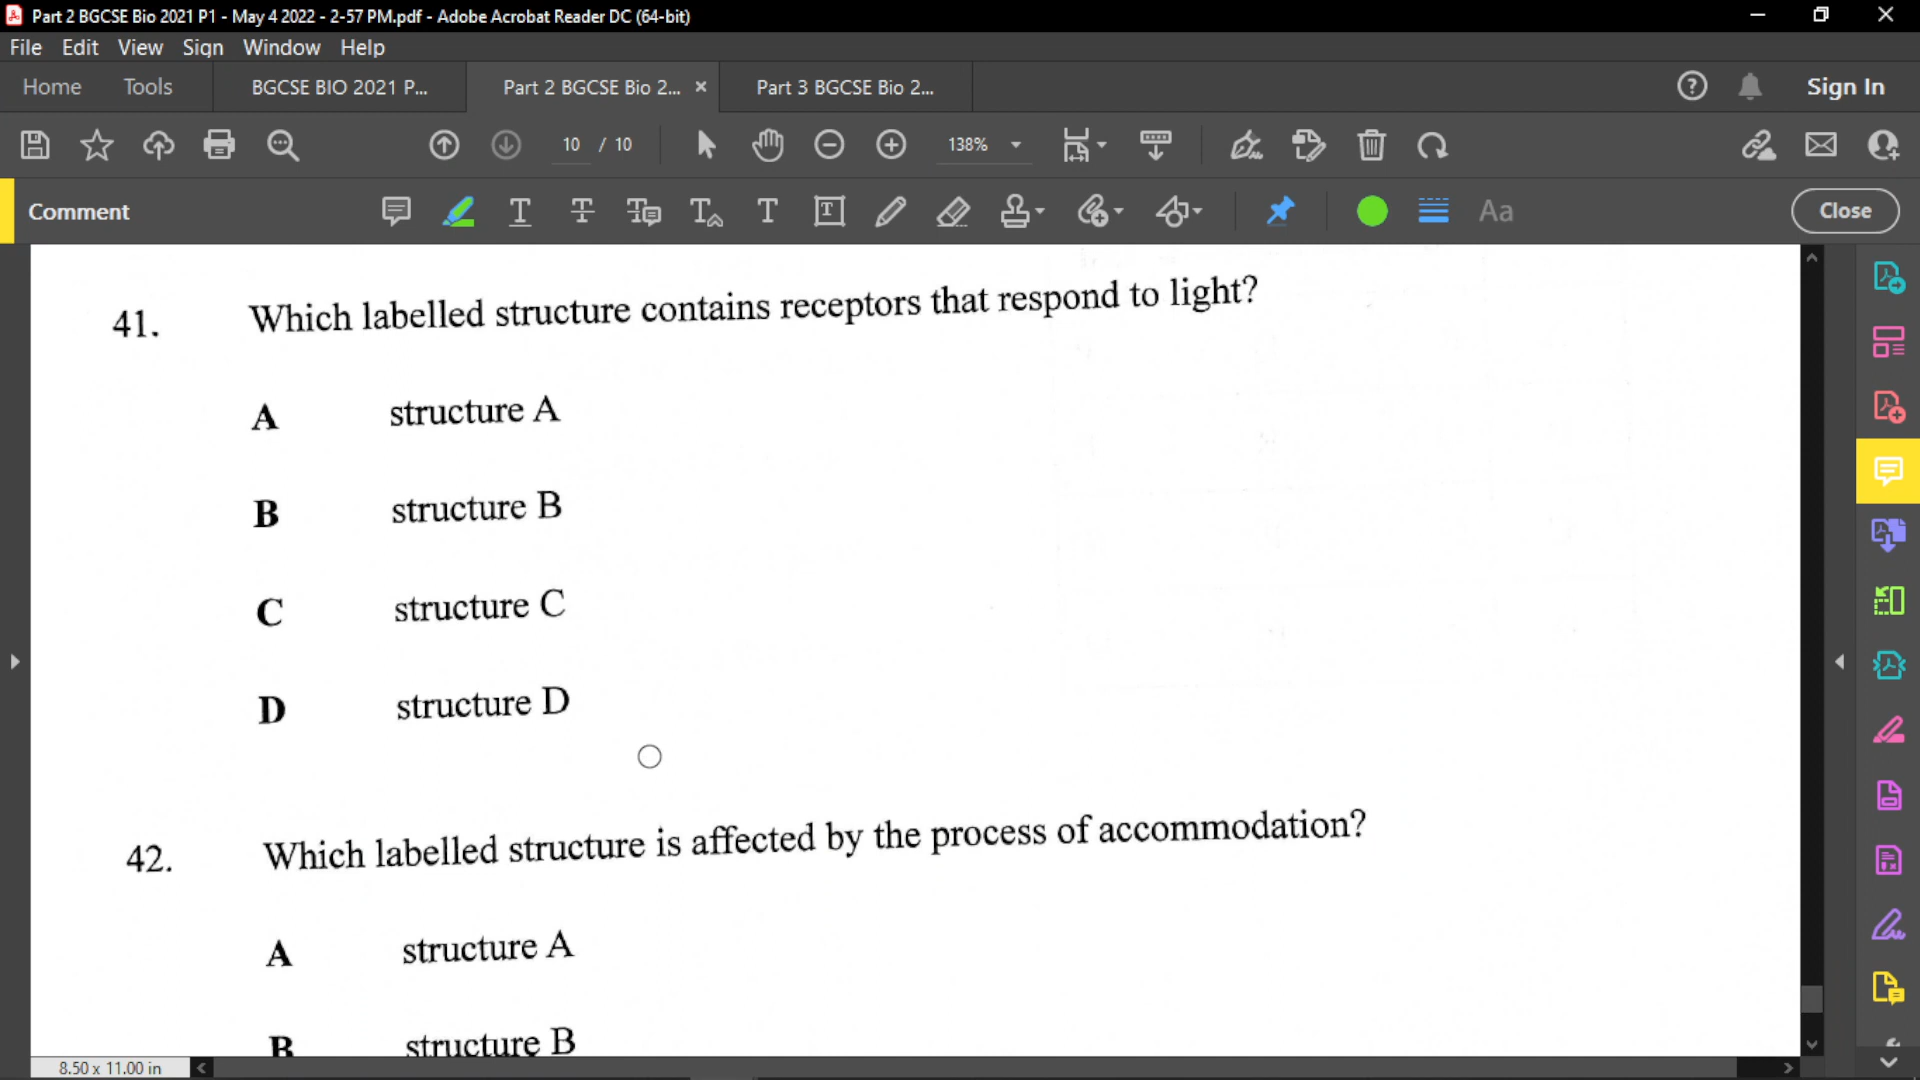 Part 2 BGCSE Bio 2021 P1 - May 4 2022 - 2-57 PM.pdf - Adobe Acrobat Reader DC (64-bit)
File Edit View Sign Window Help
Home Tools BGCSE BIO 2021 P... Part 2 BGCSE Bio 2... × Part 3 BGCSE Bio 2... Sign In
10 / 10 138%
Comment Aa Close
41. Which labelled structure contains receptors that respond to light?
A structure A
B structure B
C structure C
D structure D
42. Which labelled structure is affected by the process of accommodation?
A structure A
B structure B
8.50 x 11.00 in